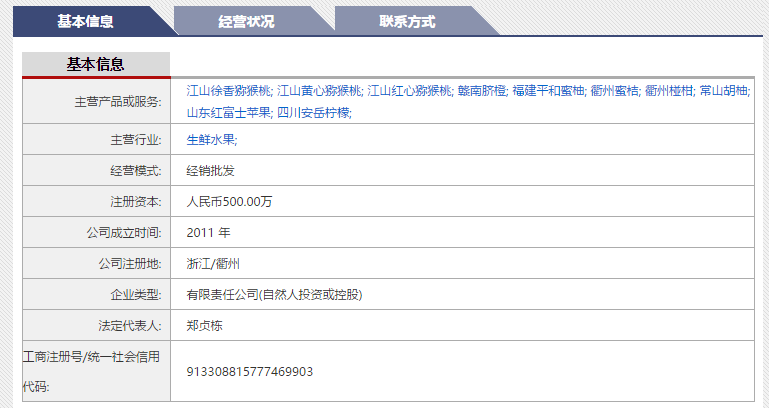 基本信息
经营状况
联系方式
基本信息
主营产品或服务:
江山徐香猕猴桃; 江山黄心猕猴桃; 江山红心猕猴桃; 赣南脐橙; 福建平和蜜柚; 衢州蜜桔; 衢州椪柑; 常山胡柚;
山东红富士苹果; 四川安岳柠檬;
主营行业:
生鲜水果;
经营模式:
经销批发
注册资本:
人民币500.00万
公司成立时间:
2011 年
公司注册地:
浙江/衢州
企业类型:
有限责任公司(自然人投资或控股)
法定代表人:
郑贞栋
工商注册号/统一社会信用
代码:
913308815777469903